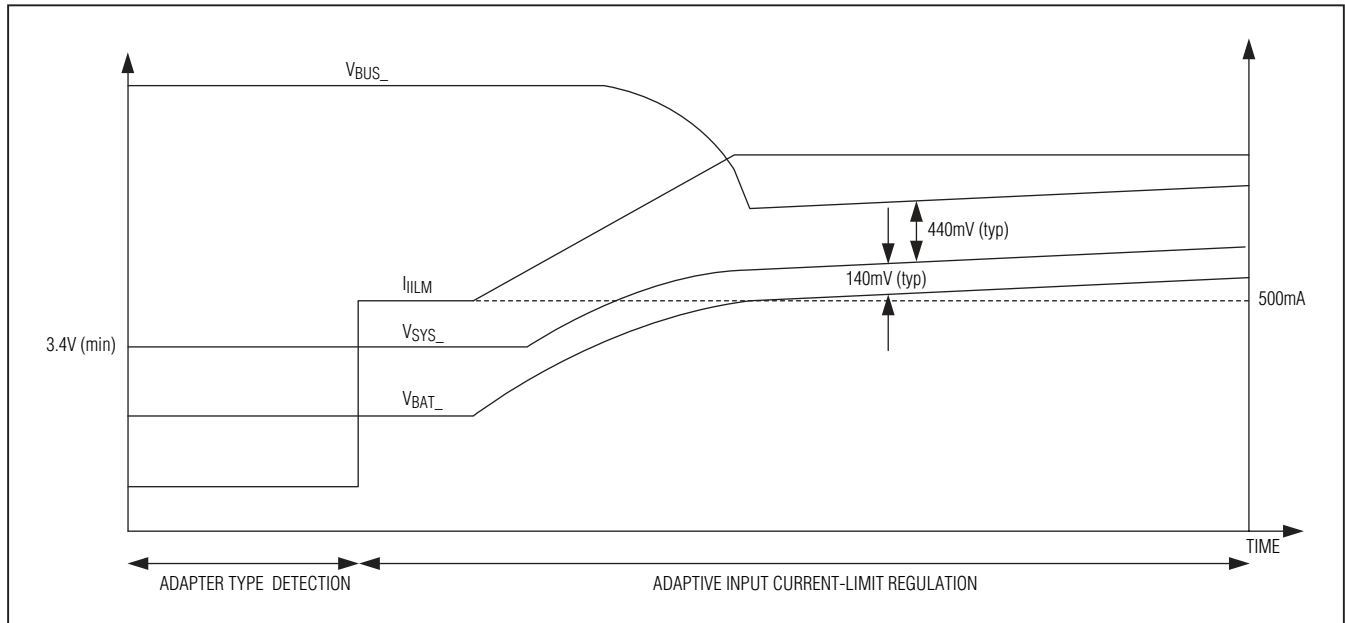 VBUS_
440mV (typ)
140mV (typ)
IILM
500mA
VSYS_
3.4V (min)
VBAT_
TIME
ADAPTER TYPE DETECTION
ADAPTIVE INPUT CURRENT-LIMIT REGULATION